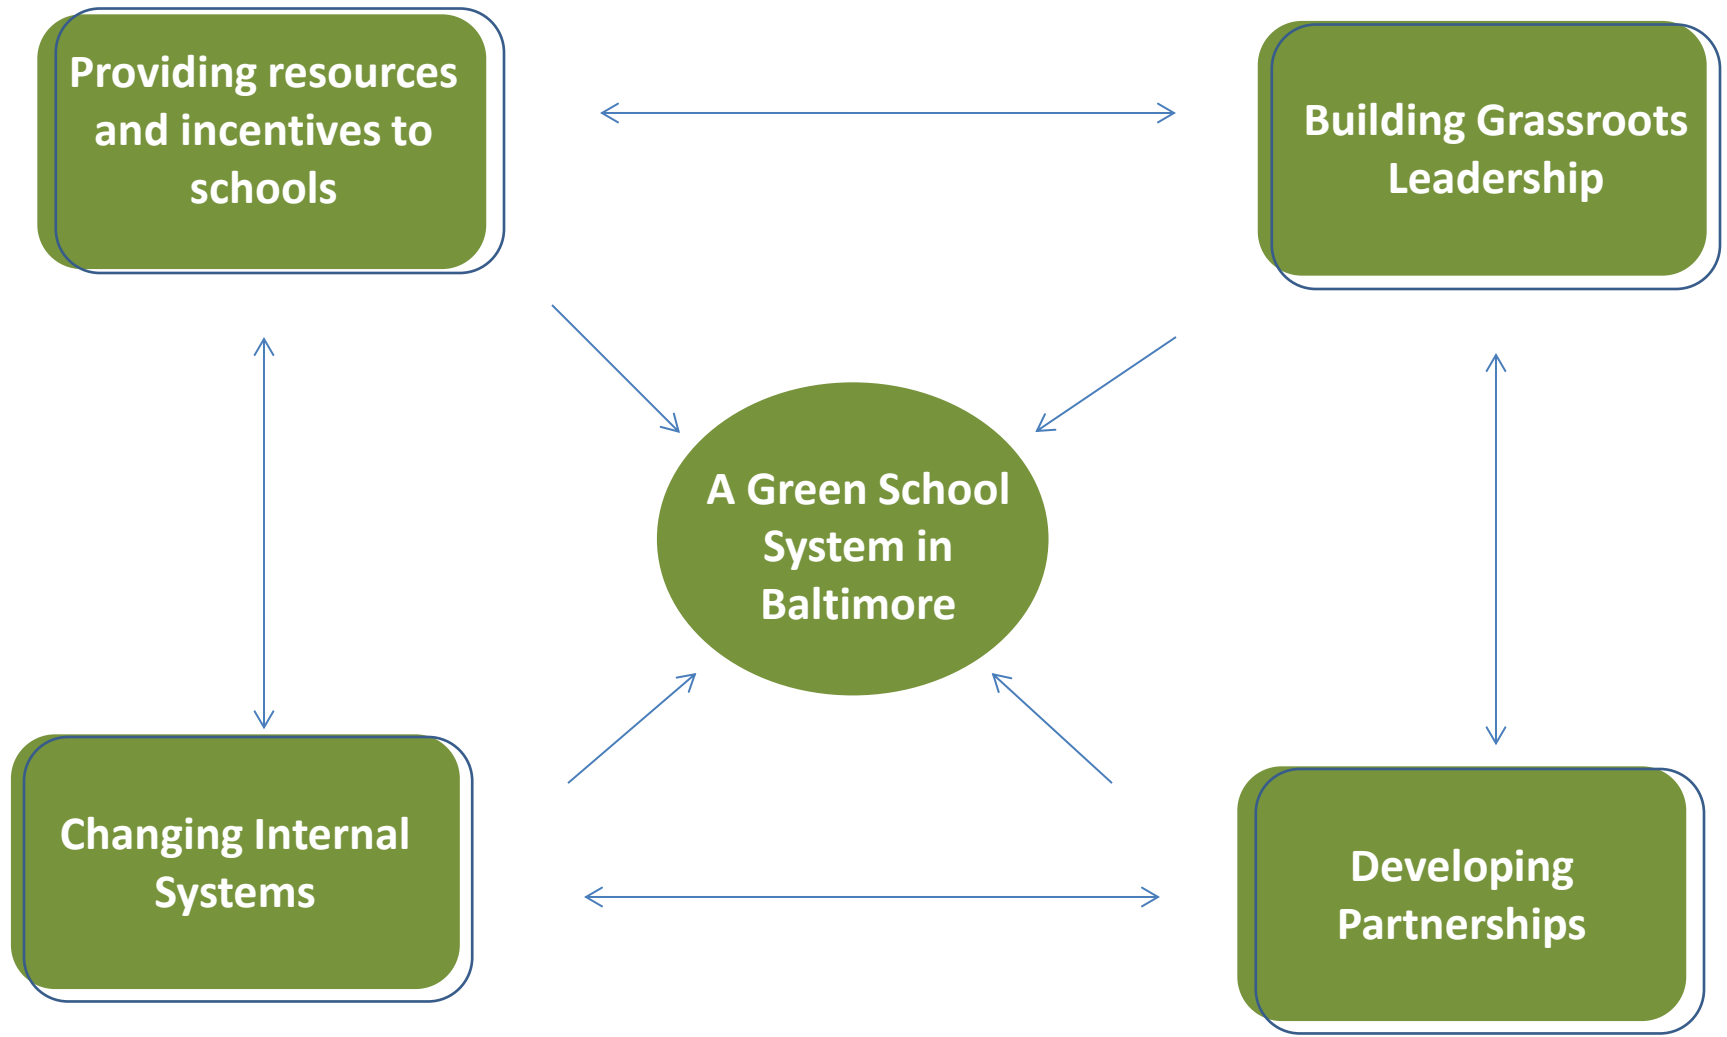 Providing resources
and incentives to
schools
Building Grassroots
Leadership
A Green School
System in
Baltimore
Changing Internal
Systems
Developing
Partnerships